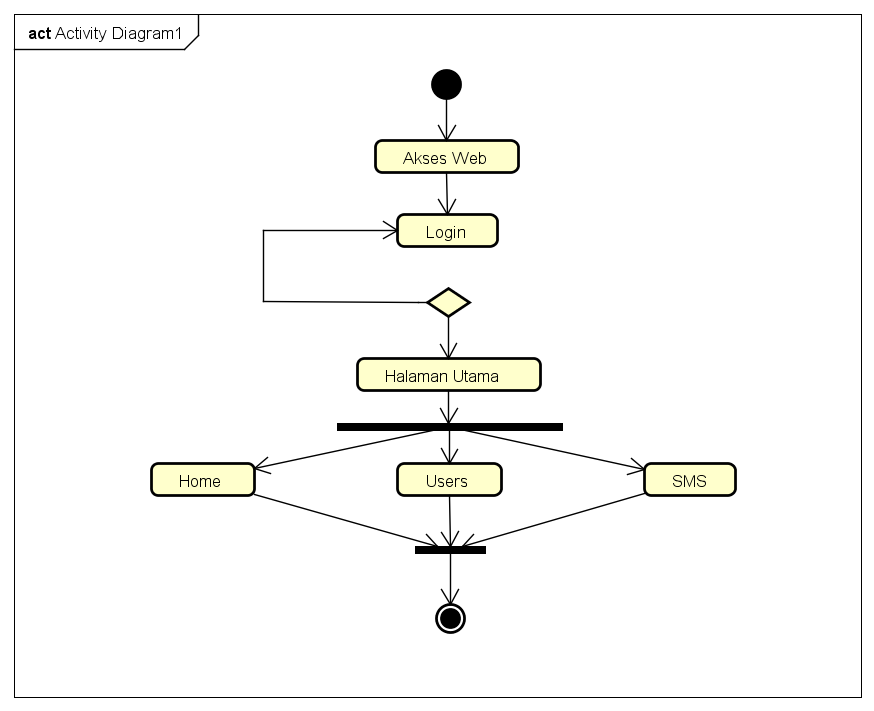 act Activity Diagram1
Akses Web
Login
Halaman Utama
Home
Users
SMS